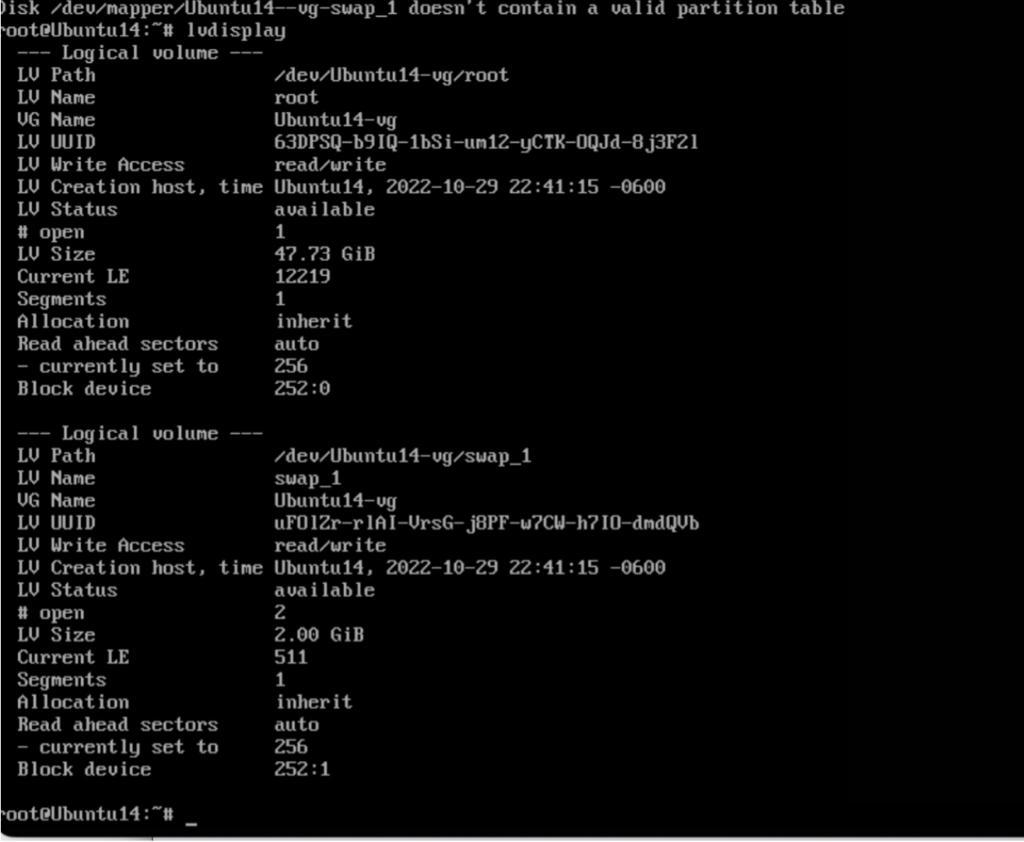 Disk /dev/mapper/Ubuntu14--vg-swap_1 doesn't contain a valid partition table
root@Ubuntu14:~# lvdisplay
--- Logical volume ---
LV Path                /dev/Ubuntu14-vg/root
LV Name                root
VG Name                Ubuntu14-vg
LV UUID                63DPSQ-b9IQ-1bSi-um12-yCTK-OQJd-8j3F2l
LV Write Access        read/write
LV Creation host, time Ubuntu14, 2022-10-29 22:41:15 -0600
LV Status              available
# open                 1
LV Size                47.73 GiB
Current LE             12219
Segments               1
Allocation             inherit
Read ahead sectors     auto
- currently set to     256
Block device           252:0
--- Logical volume ---
LV Path                /dev/Ubuntu14-vg/swap_1
LV Name                swap_1
VG Name                Ubuntu14-vg
LV UUID                uFOlZr-rlAI-VrsG-j8PF-w7CW-h7IO-dmdQVb
LV Write Access        read/write
LV Creation host, time Ubuntu14, 2022-10-29 22:41:15 -0600
LV Status              available
# open                 2
LV Size                2.00 GiB
Current LE             511
Segments               1
Allocation             inherit
Read ahead sectors     auto
- currently set to     256
Block device           252:1
root@Ubuntu14:~# _